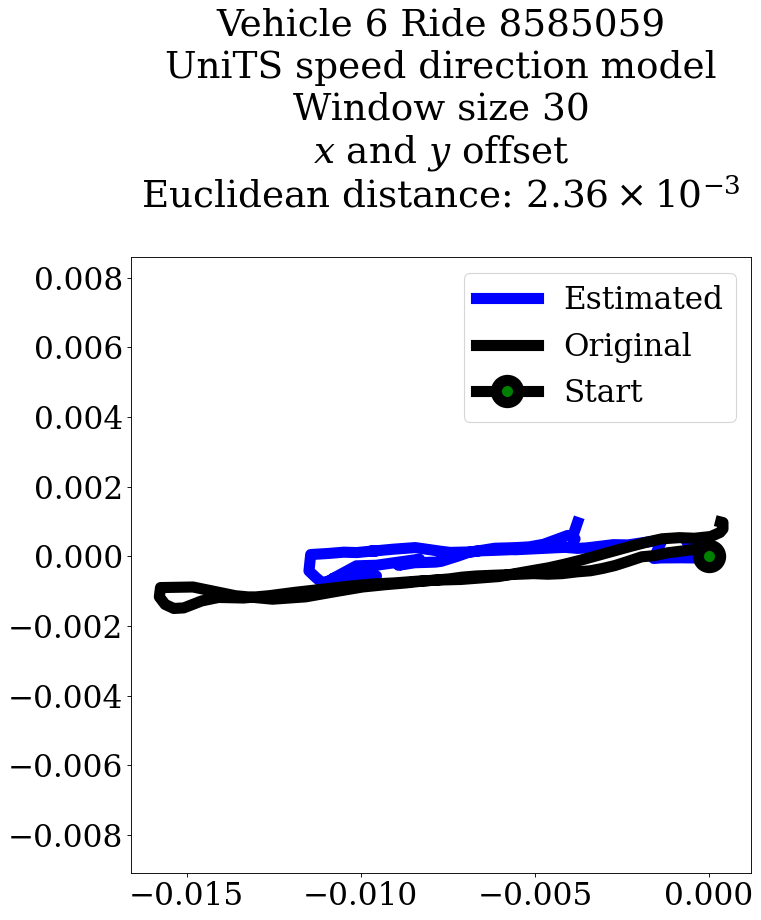 Vehicle 6 Ride 8585059
UniTS speed direction model
Window size 30
x and y offset
Euclidean distance: 2.36 × 10⁻³
Estimated
Original
Start
0.008
0.006
0.004
0.002
0.000
−0.002
−0.004
−0.006
−0.008
−0.015 −0.010 −0.005 0.000